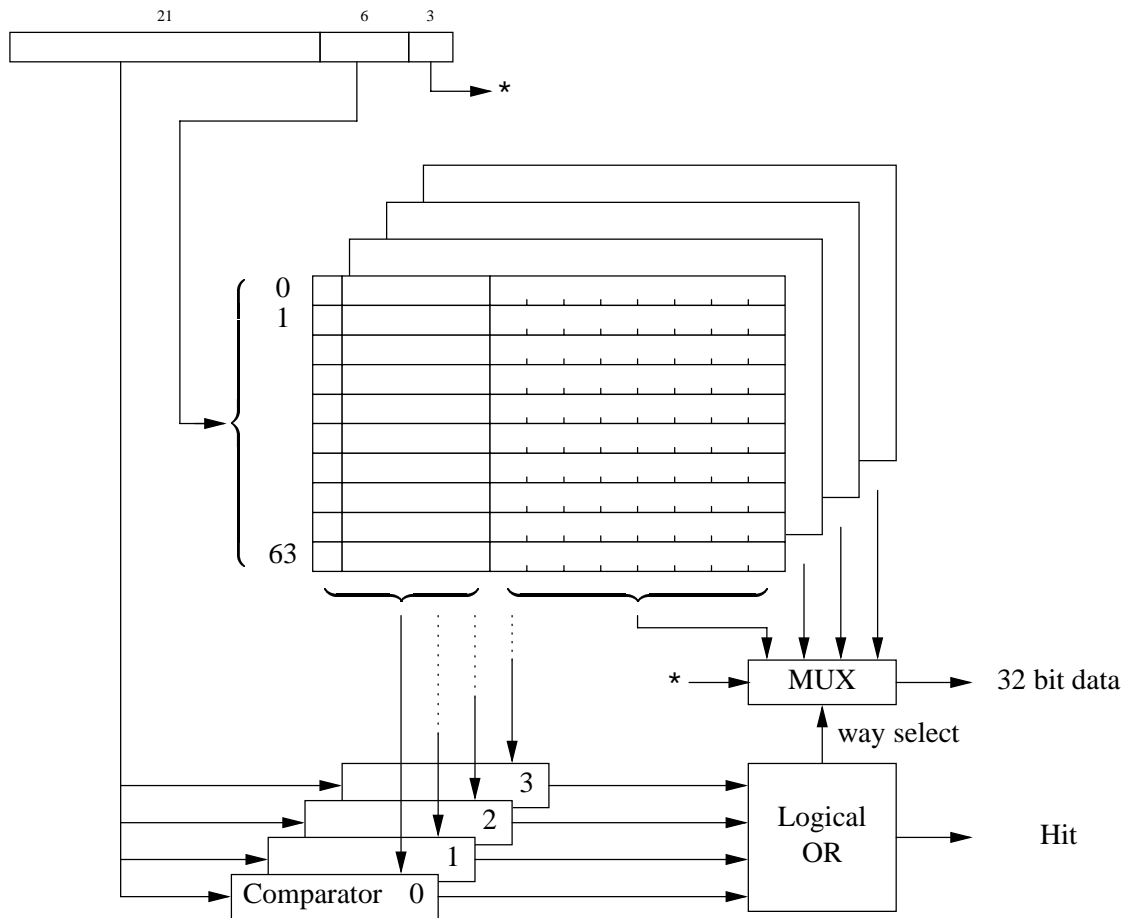 21 6 3
*
0
1
63
* MUX 32 bit data
way select
3
2
Logical
OR
Hit
1
Comparator 0